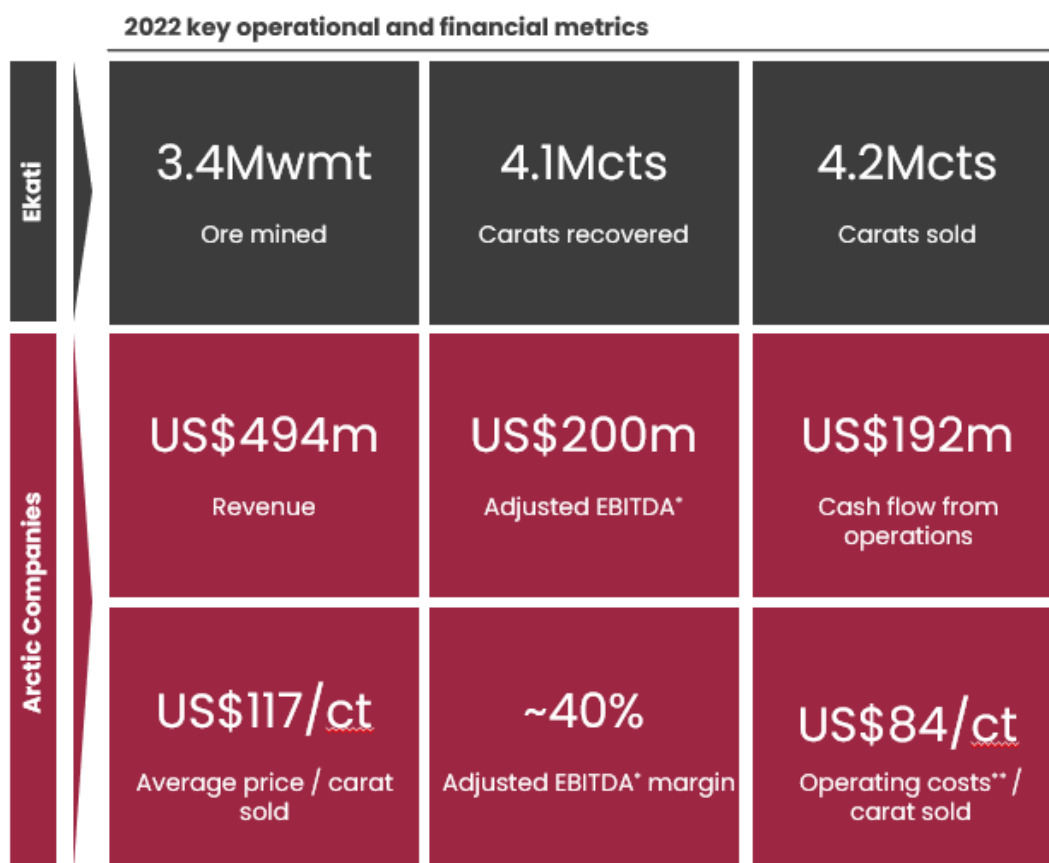 2022 key operational and financial metrics
Ekati
3.4Mwmt
Ore mined
4.1Mcts
Carats recovered
4.2Mcts
Carats sold
Arctic Companies
US$494m
Revenue
US$200m
Adjusted EBITDA*
US$192m
Cash flow from
operations
US$117/ct
Average price / carat
sold
~40%
Adjusted EBITDA* margin
US$84/ct
Operating costs** /
carat sold